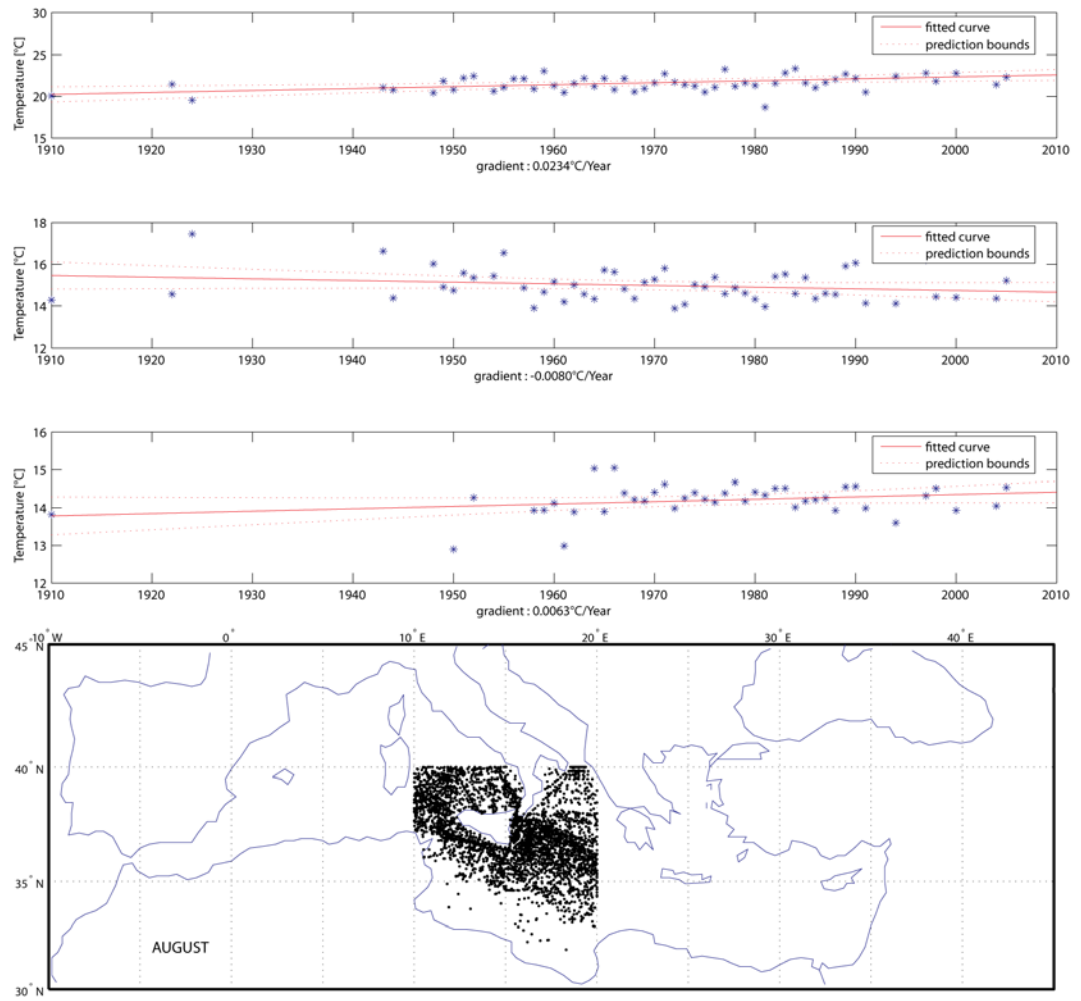 30
25
20
15
Temperature [°C]
fitted curve
prediction bounds
1910 1920 1930 1940 1950 1960 1970 1980 1990 2000 2010
gradient : 0.0234°C/Year
18
16
14
12
Temperature [°C]
fitted curve
prediction bounds
1910 1920 1930 1940 1950 1960 1970 1980 1990 2000 2010
gradient : -0.0080°C/Year
16
15
14
13
12
Temperature [°C]
fitted curve
prediction bounds
1910 1920 1930 1940 1950 1960 1970 1980 1990 2000 2010
gradient : 0.0063°C/Year
-10°W 0° 10°E 20°E 30°E 40°E
45°N
40°N
35°N
AUGUST
30°N